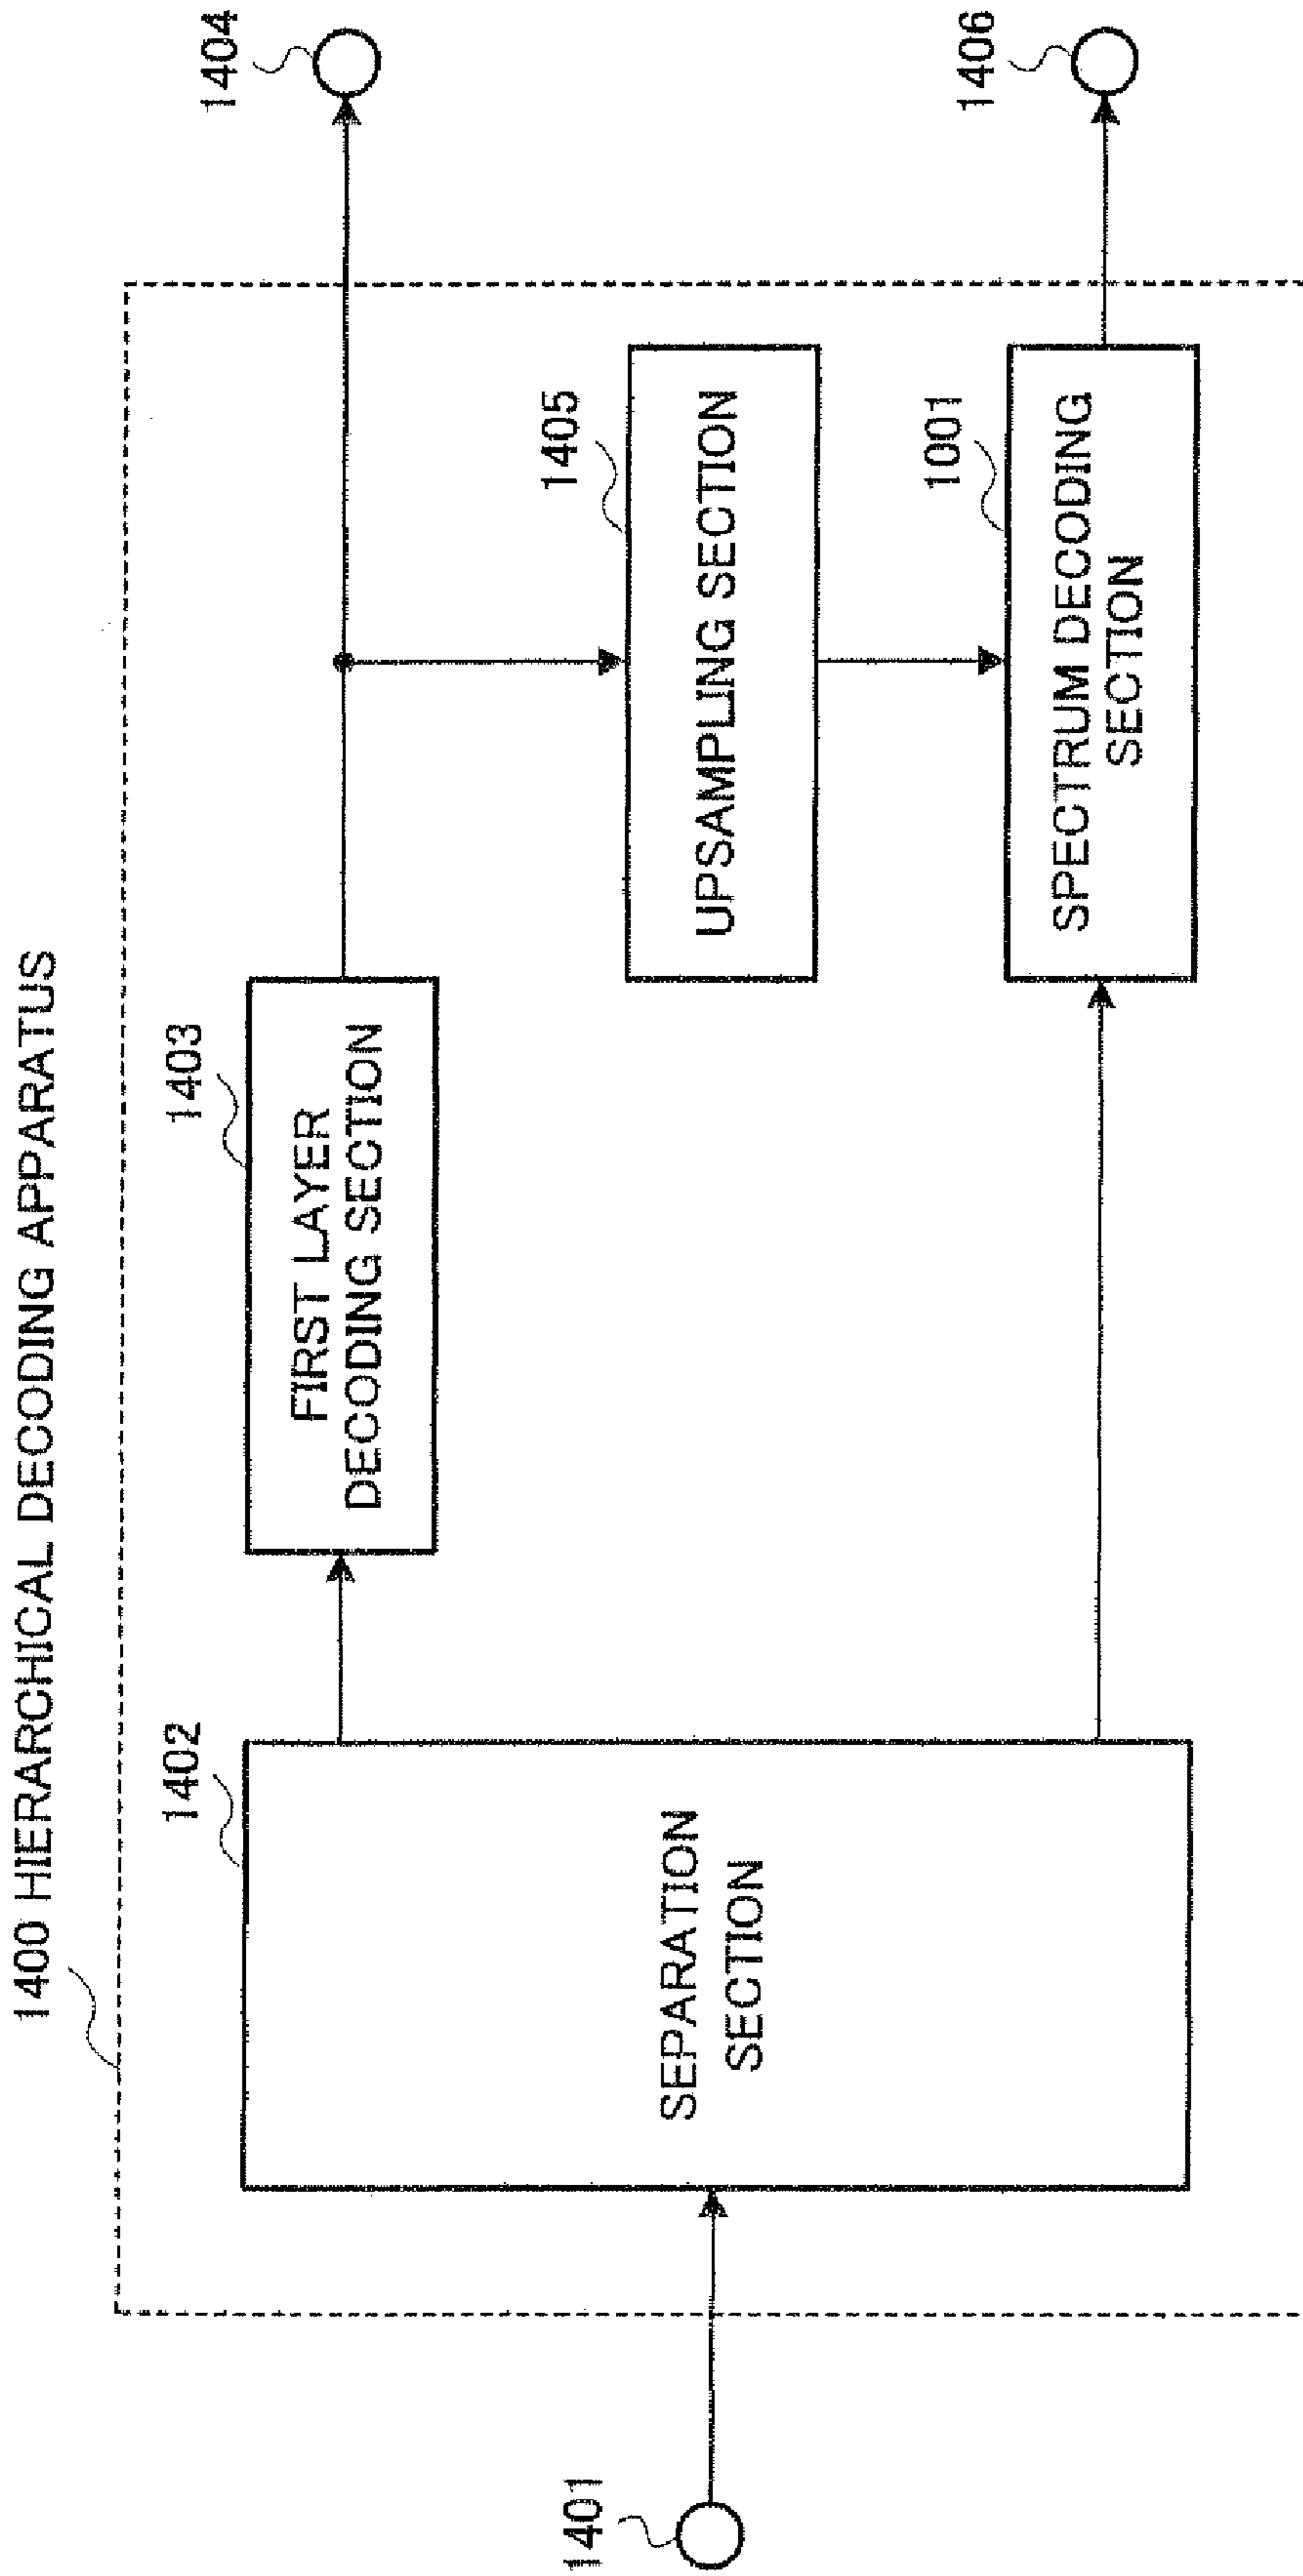 1400 HIERARCHICAL DECODING APPARATUS
1401
1402
SEPARATION
SECTION
1403
FIRST LAYER
DECODING SECTION
1404
1405
UPSAMPLING SECTION
1001
SPECTRUM DECODING
SECTION
1406